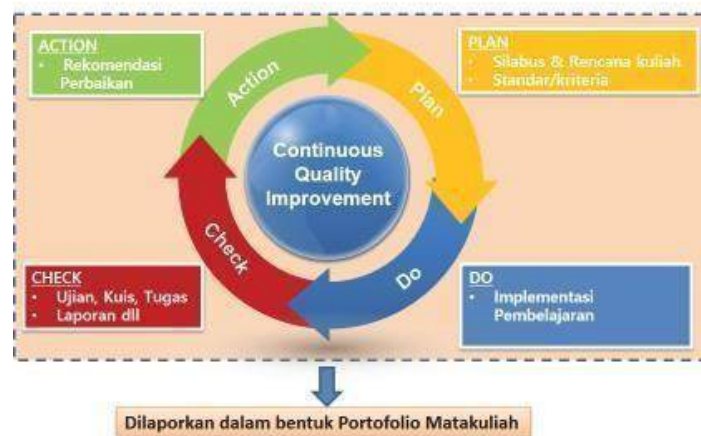 ACTION
• Rekomendasi
Perbaikan
PLAN
• Silabus & Rencana kuliah
• Standar/kriteria
Action
Plan
Continuous
Quality
Improvement
Check
Do
CHECK
• Ujian, Kuis, Tugas
• Laporan dll
DO
• Implementasi
Pembelajaran
Dilaporkan dalam bentuk Portofolio Matakuliah